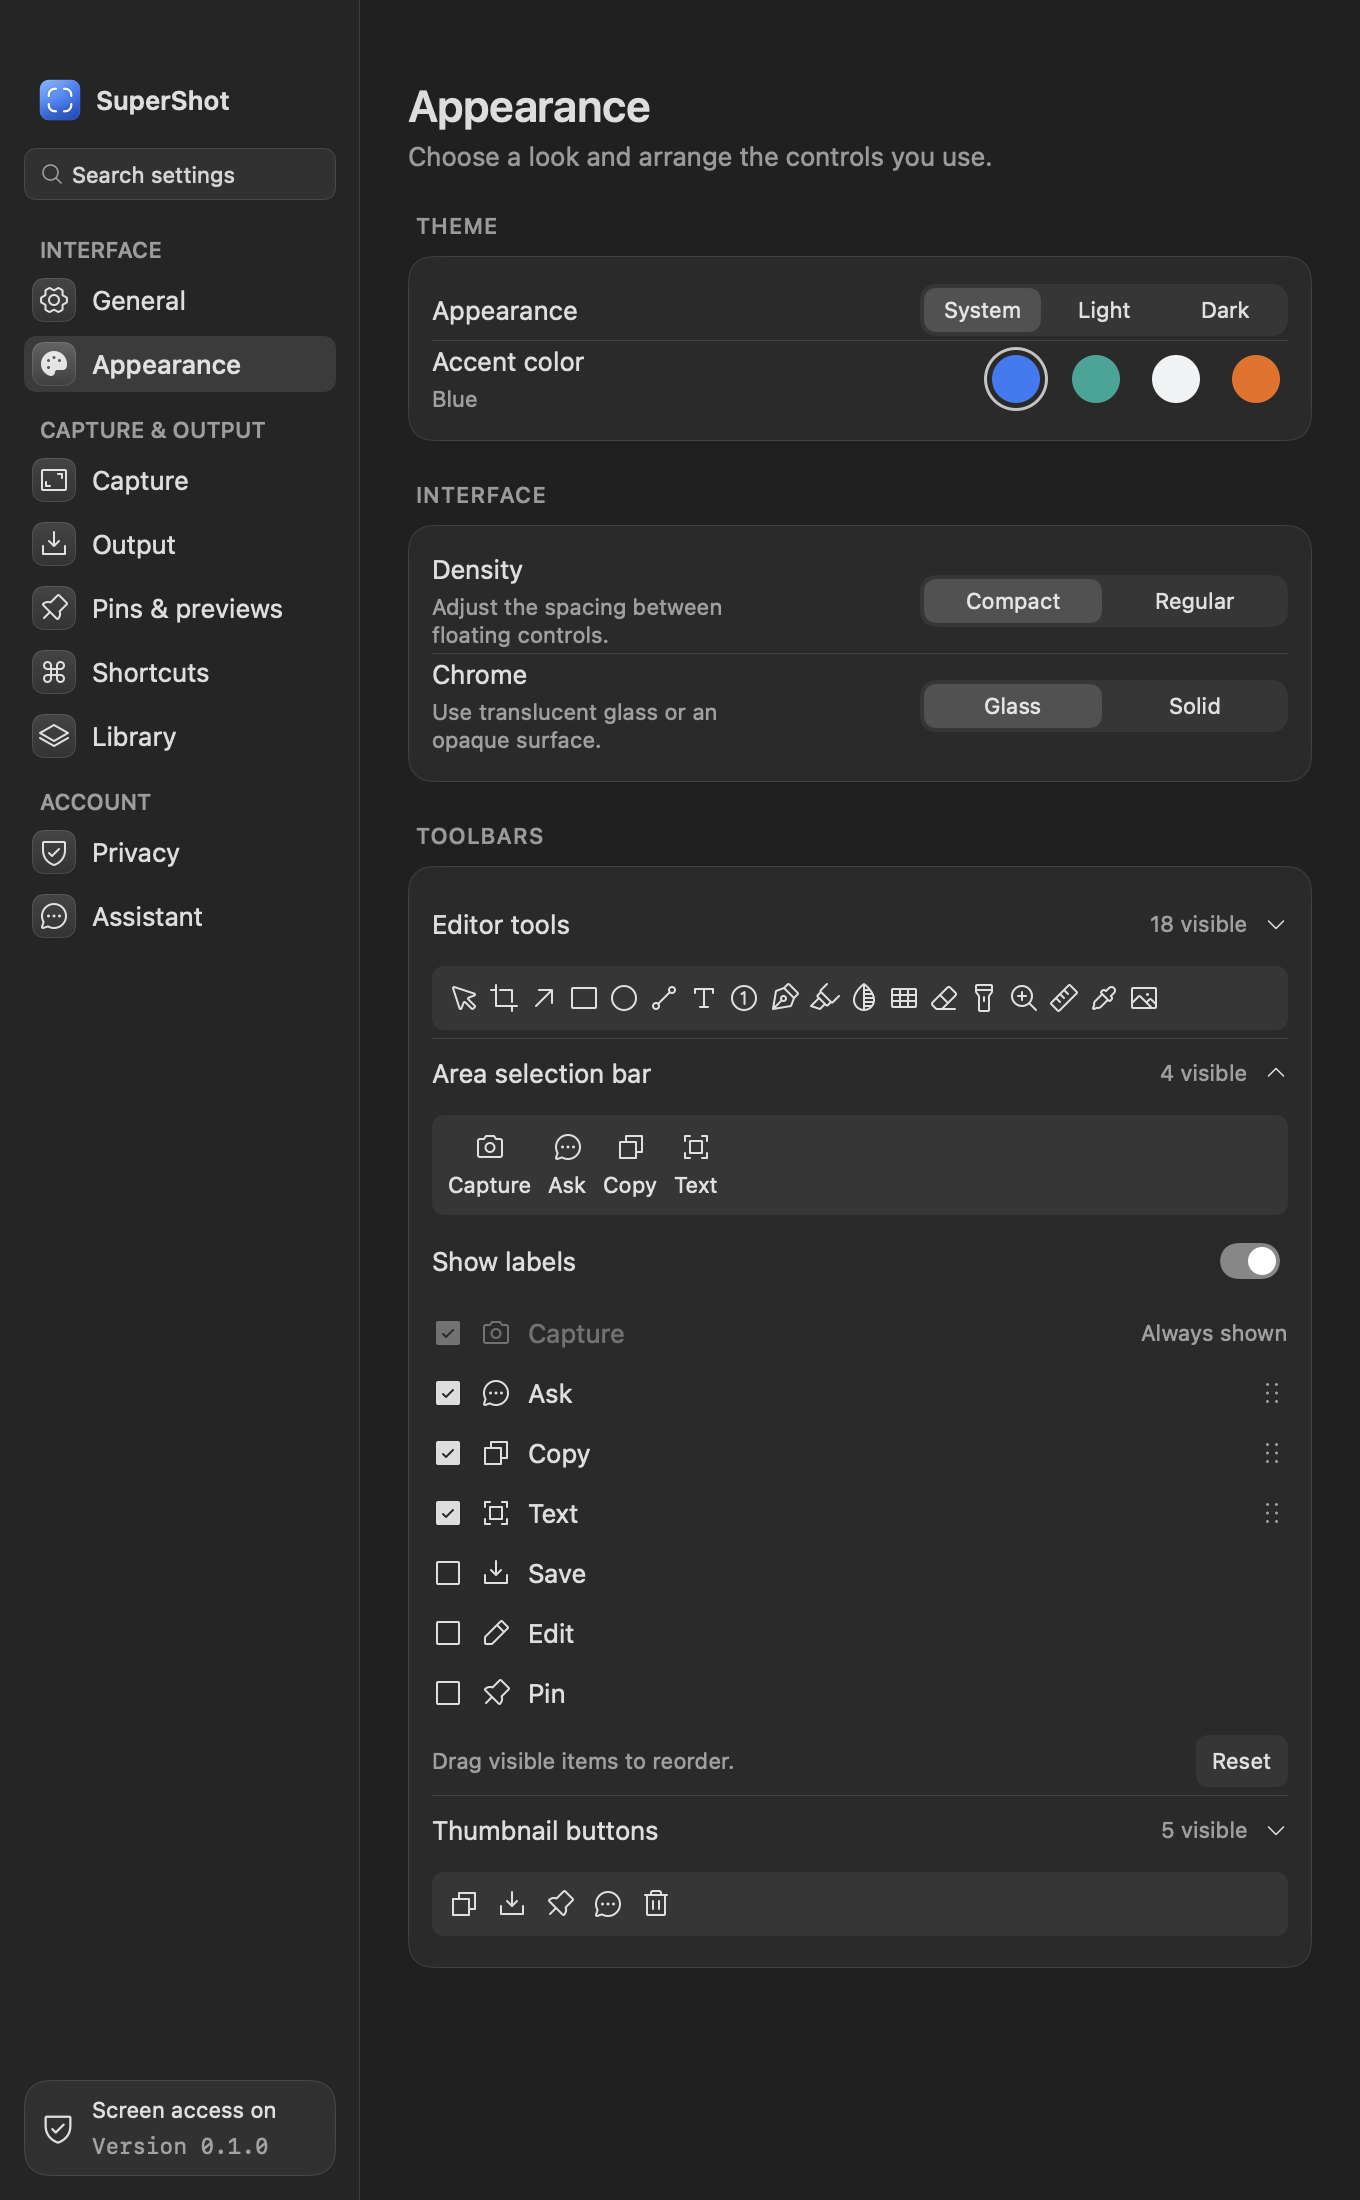 SuperShot
Search settings
INTERFACE
General
Appearance
CAPTURE & OUTPUT
Capture
Output
Pins & previews
Shortcuts
Library
ACCOUNT
Privacy
Assistant
Screen access on
Version 0.1.0
Appearance
Choose a look and arrange the controls you use.
THEME
Appearance
System Light Dark
Accent color
Blue
INTERFACE
Density
Adjust the spacing between
floating controls.
Compact Regular
Chrome
Use translucent glass or an
opaque surface.
Glass Solid
TOOLBARS
Editor tools 18 visible
T 1
Area selection bar 4 visible
Capture Ask Copy Text
Show labels
Capture Always shown
Ask
Copy
Text
Save
Edit
Pin
Drag visible items to reorder. Reset
Thumbnail buttons 5 visible